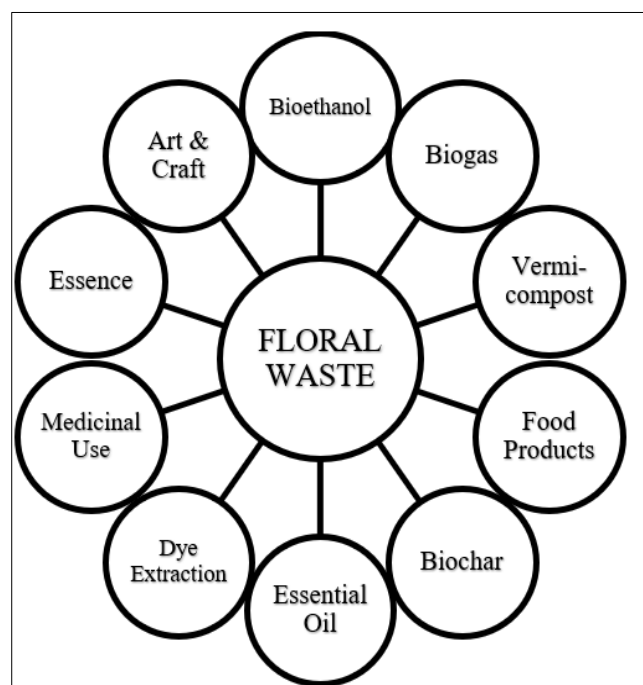 Bioethanol
Biogas
Vermi-
compost
Food
Products
Biochar
Essential
Oil
Dye
Extraction
Medicinal
Use
Essence
Art &
Craft
FLORAL
WASTE